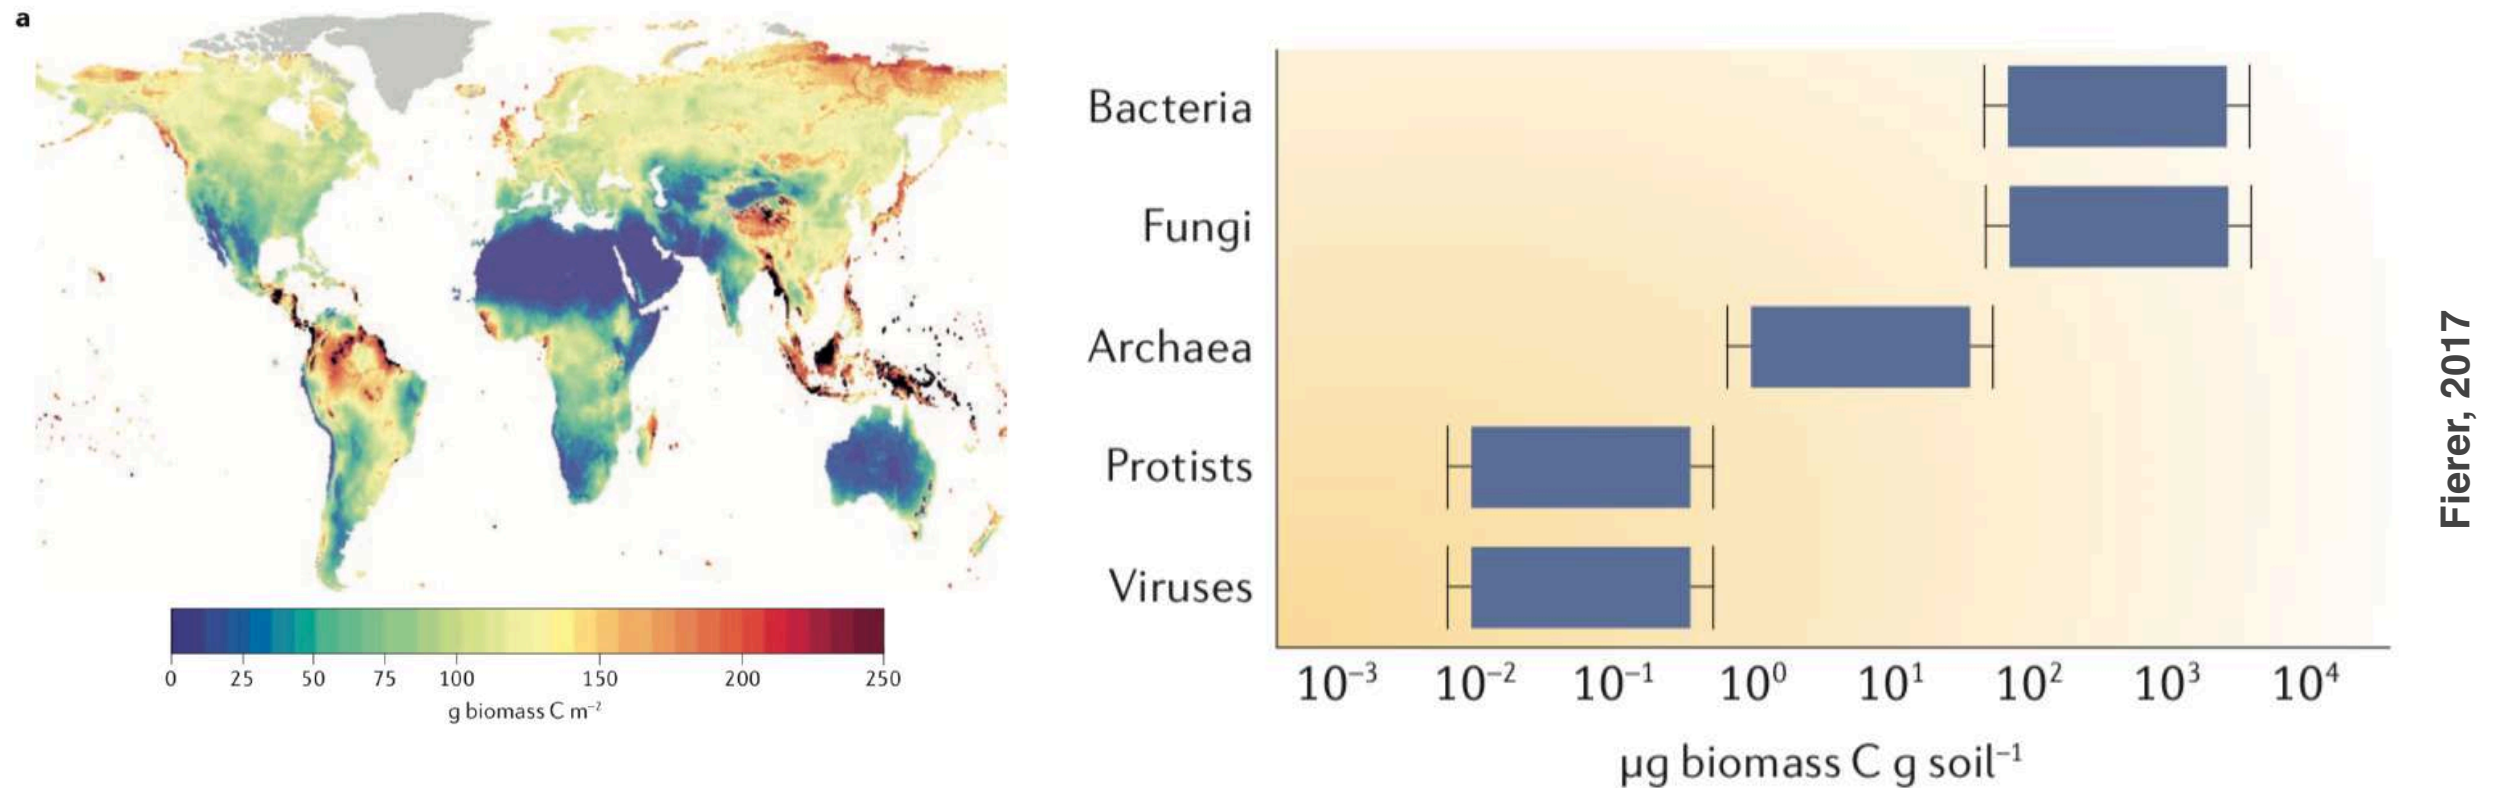 a
0 25 50 75 100 150 200 250
g biomass C m⁻²
Bacteria
Fungi
Archaea
Protists
Viruses
10⁻³ 10⁻² 10⁻¹ 10⁰ 10¹ 10² 10³ 10⁴
µg biomass C g soil⁻¹
Fierer, 2017